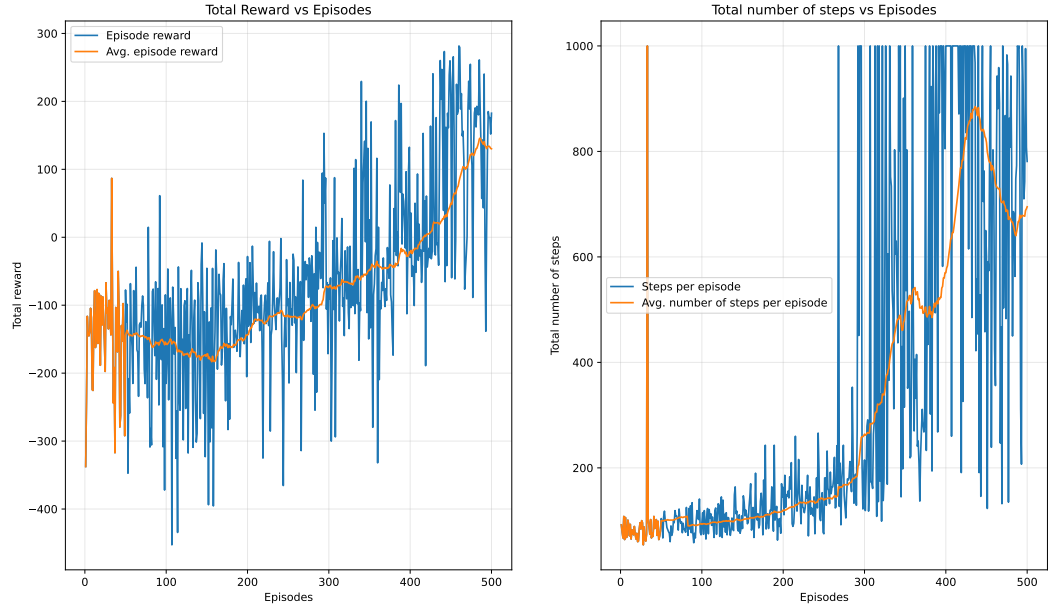 Total Reward vs Episodes
Episode reward
Avg. episode reward
300
200
100
0
−100
−200
−300
−400
Total reward
0
100
200
300
400
500
Episodes
Total number of steps vs Episodes
Steps per episode
Avg. number of steps per episode
1000
800
600
400
200
Total number of steps
0
100
200
300
400
500
Episodes